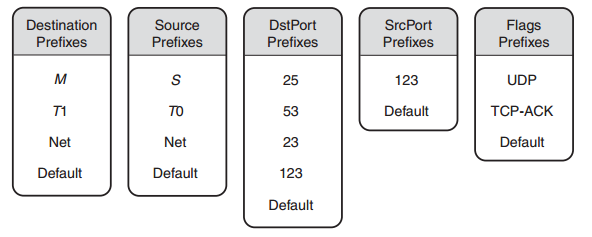 Destination
Prefixes
M
T1
Net
Default
Source
Prefixes
S
T0
Net
Default
DstPort
Prefixes
25
53
23
123
Default
SrcPort
Prefixes
123
Default
Flags
Prefixes
UDP
TCP-ACK
Default